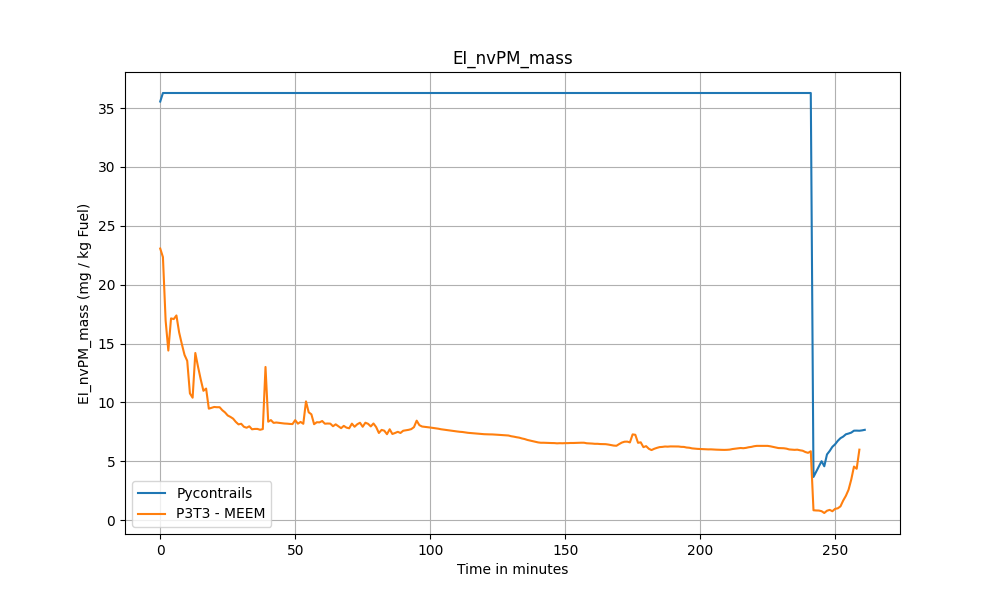 EI_nvPM_mass
EI_nvPM_mass (mg / kg Fuel)
35
30
25
20
15
10
5
0
Pycontrails
P3T3 - MEEM
0 50 100 150 200 250
Time in minutes